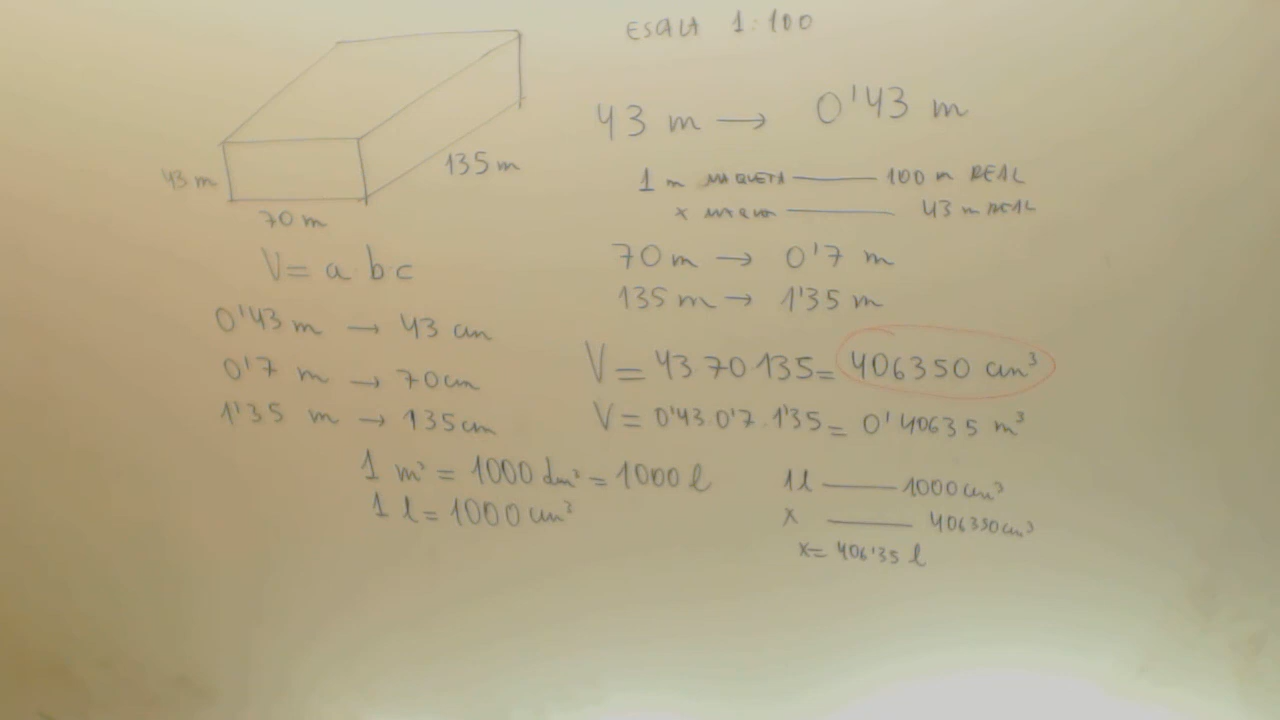 ESCALA 1:100
43 m → 0'43 m
1 m MAQUETA —— 100 m REAL
x MAQUETA —— 43 m REAL
43 m
135 m
70 m
V = a·b·c
70 m → 0'7 m
135 m → 1'35 m
0'43 m → 43 cm
0'7 m → 70 cm
1'35 m → 135 cm
V = 43·70·135 = 406350 cm³
V = 0'43·0'7·1'35 = 0'40635 m³
1 m³ = 1000 dm³ = 1000 l
1 l = 1000 cm³
1 l —— 1000 cm³
x —— 406350 cm³
x = 406'35 l